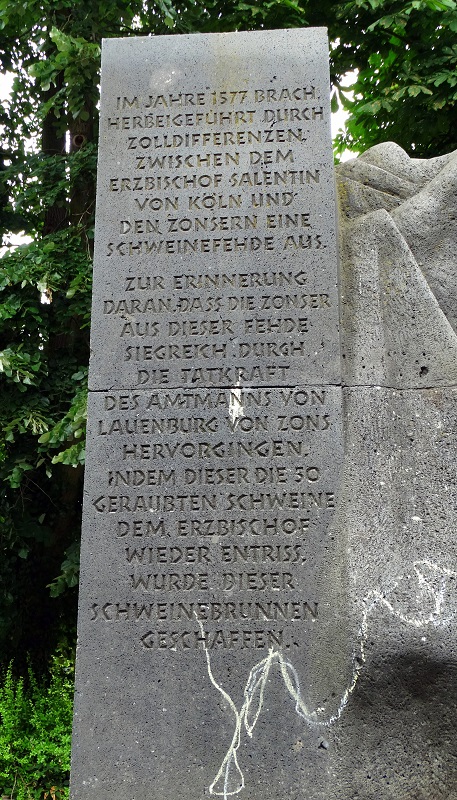 IM JAHRE 1577 BRACH,
HERBEIGEFÜHRT DURCH
ZOLLDIFFERENZEN,
ZWISCHEN DEM
ERZBISCHOF SALENTIN
VON KÖLN UND
DEN ZONSERN EINE
SCHWEINEFEHDE AUS.
ZUR ERINNERUNG
DARAN, DASS DIE ZONSER
AUS DIESER FEHDE
SIEGREICH DURCH
DIE TATKRAFT
DES AMTMANNS VON
LAUENBURG VON ZONS
HERVORGINGEN,
INDEM DIESER DIE 50
GERAUBTEN SCHWEINE
DEM ERZBISCHOF
WIEDER ENTRISS,
WURDE DIESER
SCHWEINEBRUNNEN
GESCHAFFEN.